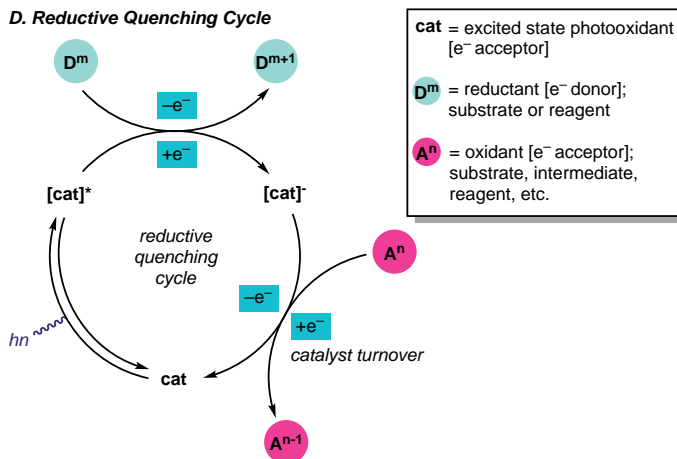 D. Reductive Quenching Cycle
Dᵐ
Dᵐ⁺¹
–e⁻
+e⁻
[cat]*
[cat]⁻
reductive
quenching
cycle
Aⁿ
–e⁻
+e⁻
hn
catalyst turnover
cat
Aⁿ⁻¹
cat = excited state photooxidant
[e⁻ acceptor]
Dᵐ = reductant [e⁻ donor];
substrate or reagent
Aⁿ = oxidant [e⁻ acceptor];
substrate, intermediate,
reagent, etc.